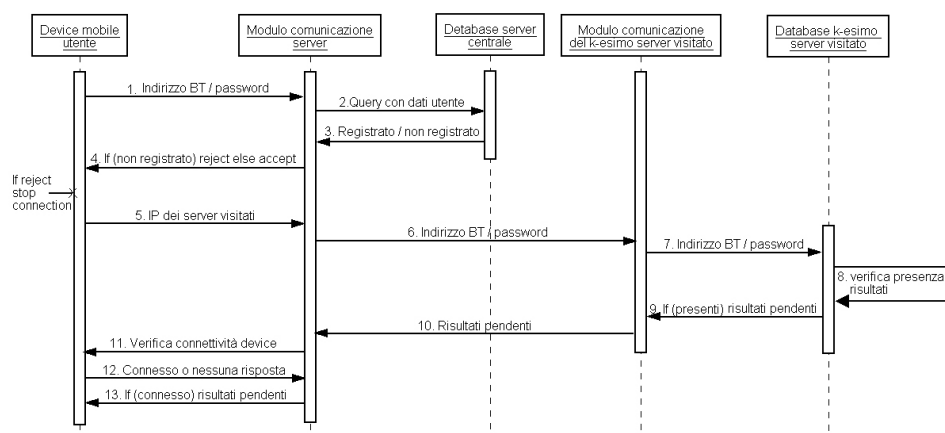 Device mobile
utente
Modulo comunicazione
server
Detabase server
centrale
Modulo comunicazione
del k-esimo server visitato
Database k-esimo
server visitato
1. Indirizzo BT / password
2.Query con dati utente
3. Registrato / non registrato
4. If (non registrato) reject else accept
If reject
stop
connection
5. IP dei server visitati
6. Indirizzo BT / password
7. Indirizzo BT / password
8. verifica presenza
risultati
9. If (presenti) risultati pendenti
10. Risultati pendenti
11. Verifica connettività device
12. Connesso o nessuna risposta
13. If (connesso) risultati pendenti